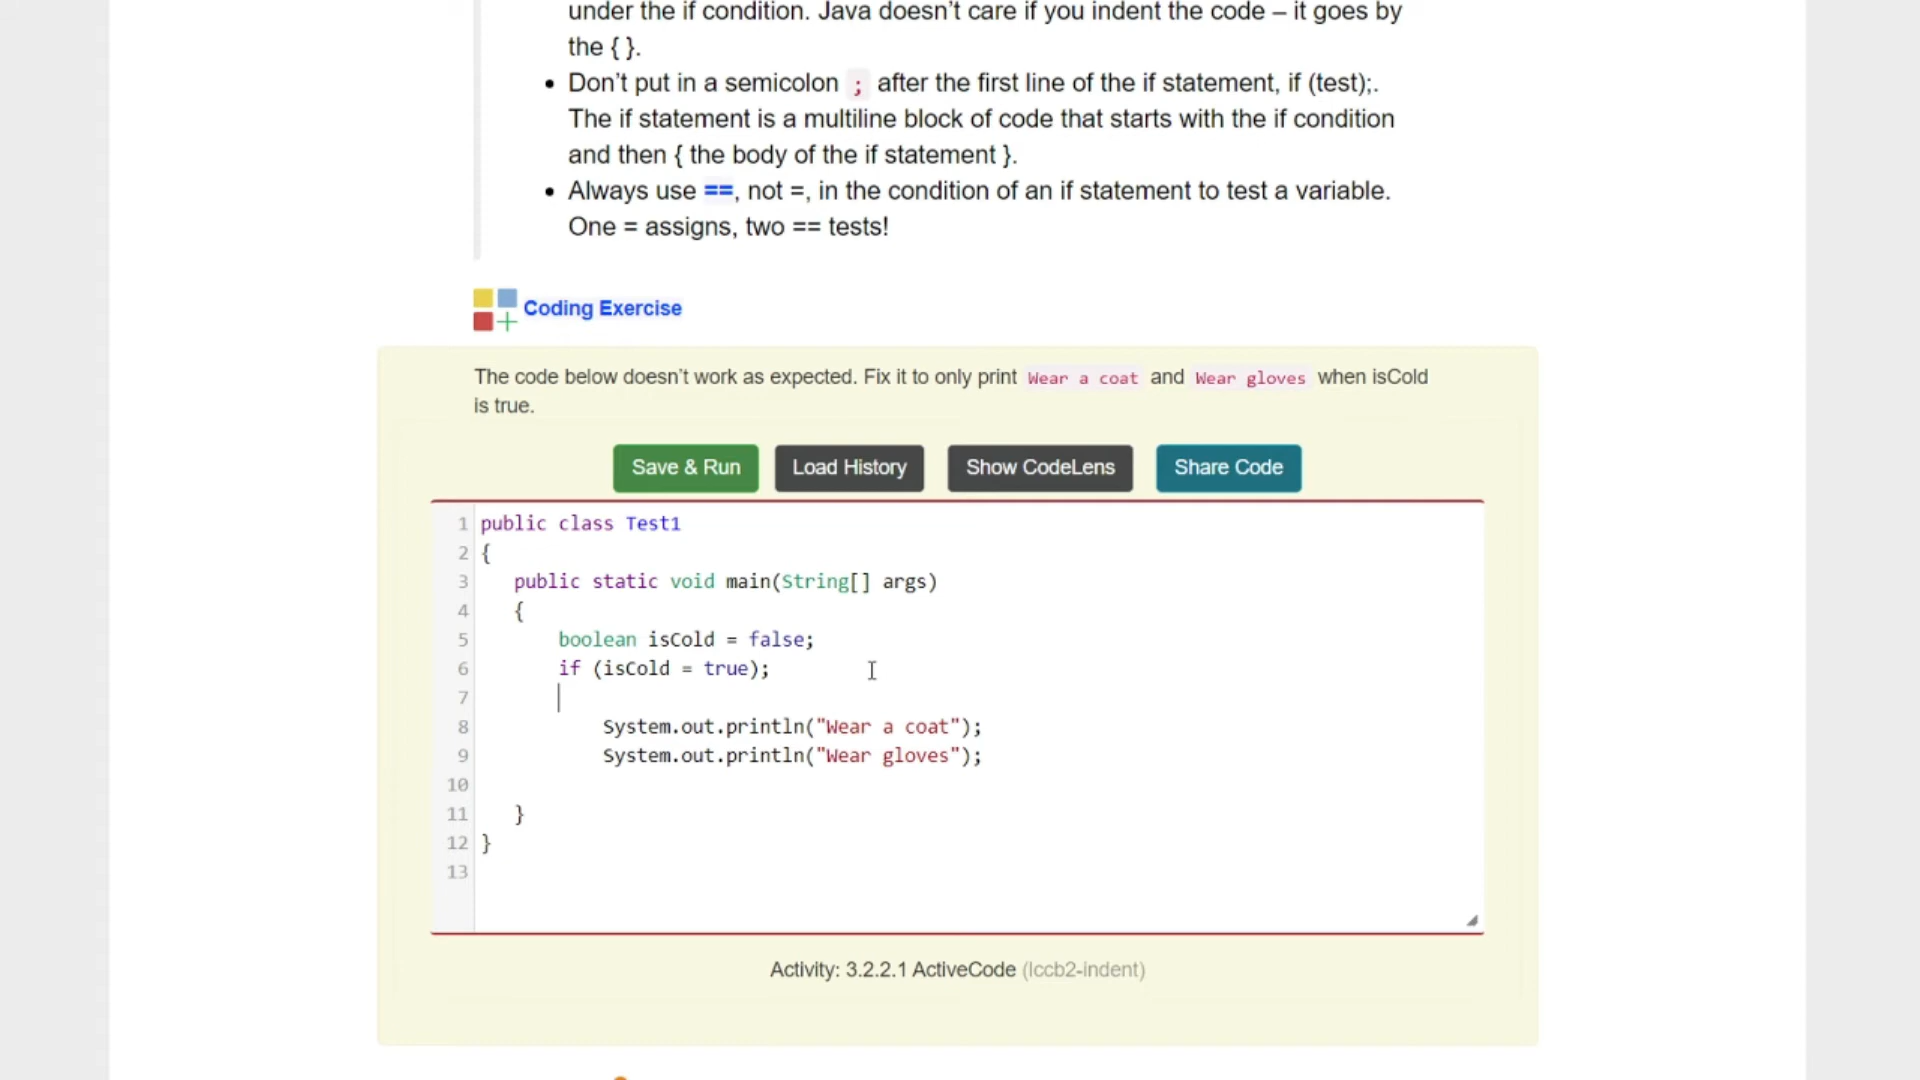 under the if condition. Java doesn’t care if you indent the code – it goes by
the { }.
• Don’t put in a semicolon ; after the first line of the if statement, if (test);.
The if statement is a multiline block of code that starts with the if condition
and then { the body of the if statement }.
• Always use ==, not =, in the condition of an if statement to test a variable.
One = assigns, two == tests!
Coding Exercise
The code below doesn’t work as expected. Fix it to only print Wear a coat and Wear gloves when isCold
is true.
Save & Run Load History Show CodeLens Share Code
1 public class Test1
2 {
3 public static void main(String[] args)
4 {
5 boolean isCold = false;
6 if (isCold = true);
7
8 System.out.println("Wear a coat");
9 System.out.println("Wear gloves");
10
11 }
12 }
13
Activity: 3.2.2.1 ActiveCode (lccb2-indent)